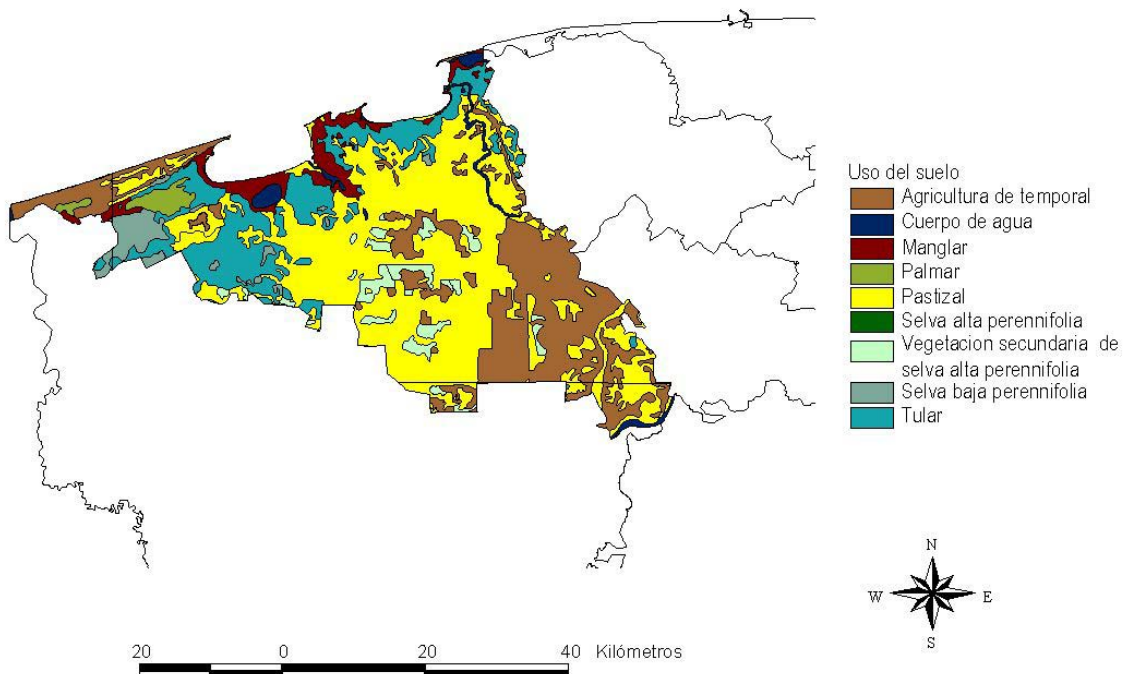 Uso del suelo
Agricultura de temporal
Cuerpo de agua
Manglar
Palmar
Pastizal
Selva alta perennifolia
Vegetacion secundaria de
selva alta perennifolia
Selva baja perennifolia
Tular
N
W E
S
20 0 20 40 Kilómetros